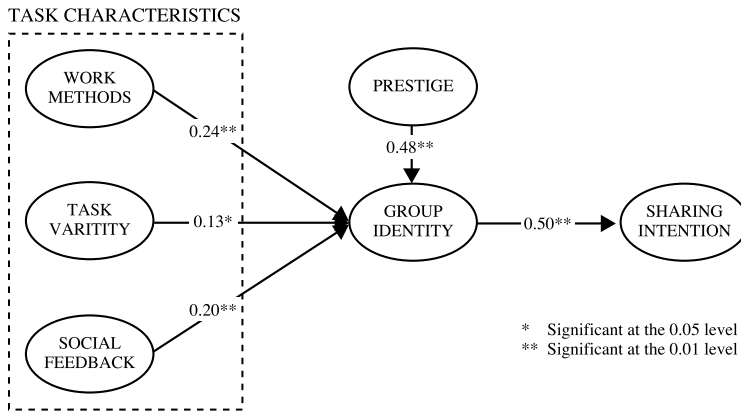 TASK CHARACTERISTICS
WORK
METHODS
PRESTIGE
0.24**
0.48**
TASK
VARITITY
0.13*
GROUP
IDENTITY
0.50**
SHARING
INTENTION
0.20**
SOCIAL
FEEDBACK
* Significant at the 0.05 level
** Significant at the 0.01 level